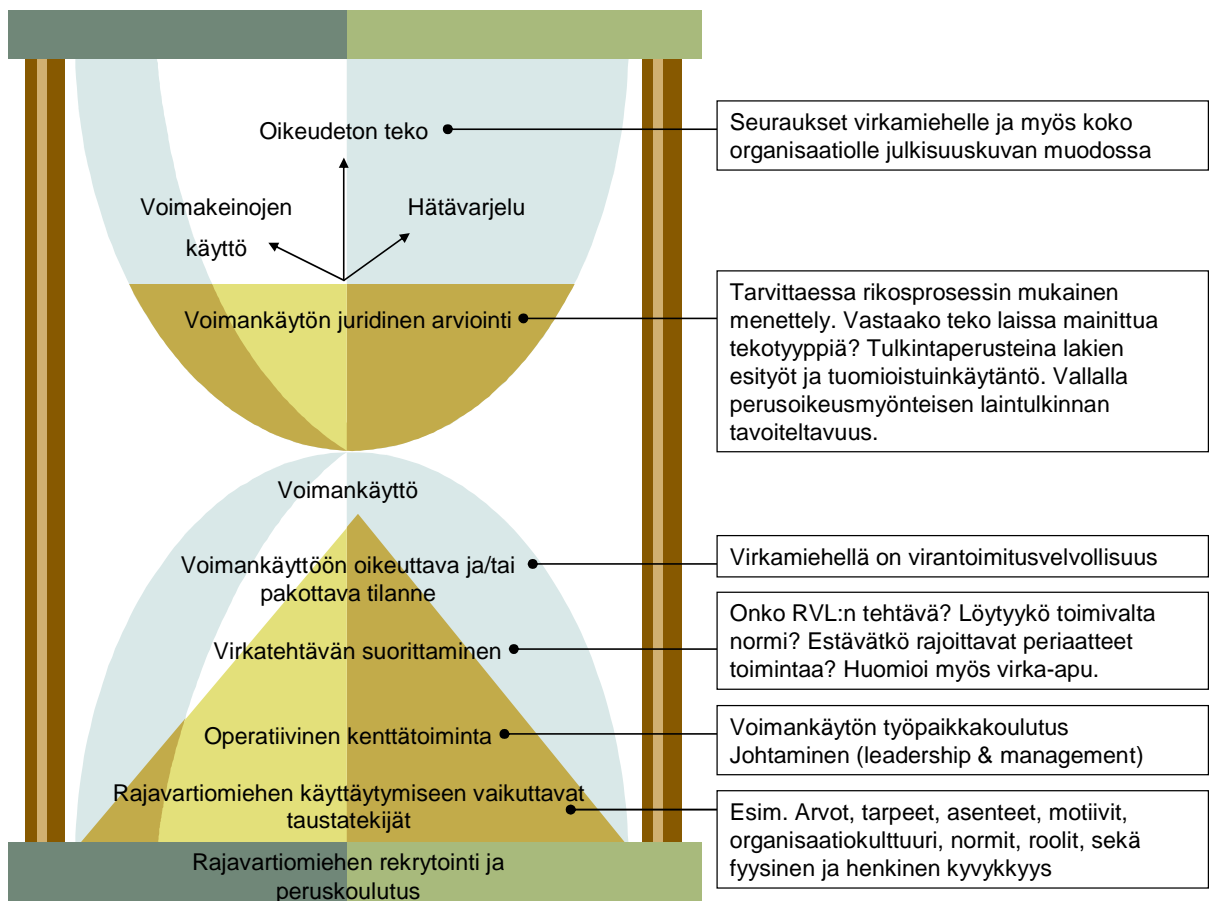 Oikeudeton teko
Seuraukset virkamiehelle ja myös koko
organisaatiolle julkisuuskuvan muodossa
Voimakeinojen
käyttö
Hätävarjelu
Voimankäytön juridinen arviointi
Tarvittaessa rikosprosessin mukainen
menettely. Vastaako teko laissa mainittua
tekotyyppiä? Tulkintaperusteina lakien
esityöt ja tuomioistuinkäytäntö. Vallalla
perusoikeusmyönteisen laintulkinnan
tavoiteltavuus.
Voimankäyttö
Voimankäyttöön oikeuttava ja/tai
pakottava tilanne
Virkamiehellä on virantoimitusvelvollisuus
Virkatehtävän suorittaminen
Onko RVL:n tehtävä? Löytyykö toimivalta
normi? Estävätkö rajoittavat periaatteet
toimintaa? Huomioi myös virka-apu.
Operatiivinen kenttätoiminta
Voimankäytön työpaikkakoulutus
Johtaminen (leadership & management)
Rajavartiomiehen käyttäytymiseen vaikuttavat
taustatekijät
Esim. Arvot, tarpeet, asenteet, motiivit,
organisaatiokulttuuri, normit, roolit, sekä
fyysinen ja henkinen kyvykkyys
Rajavartiomiehen rekrytointi ja
peruskoulutus